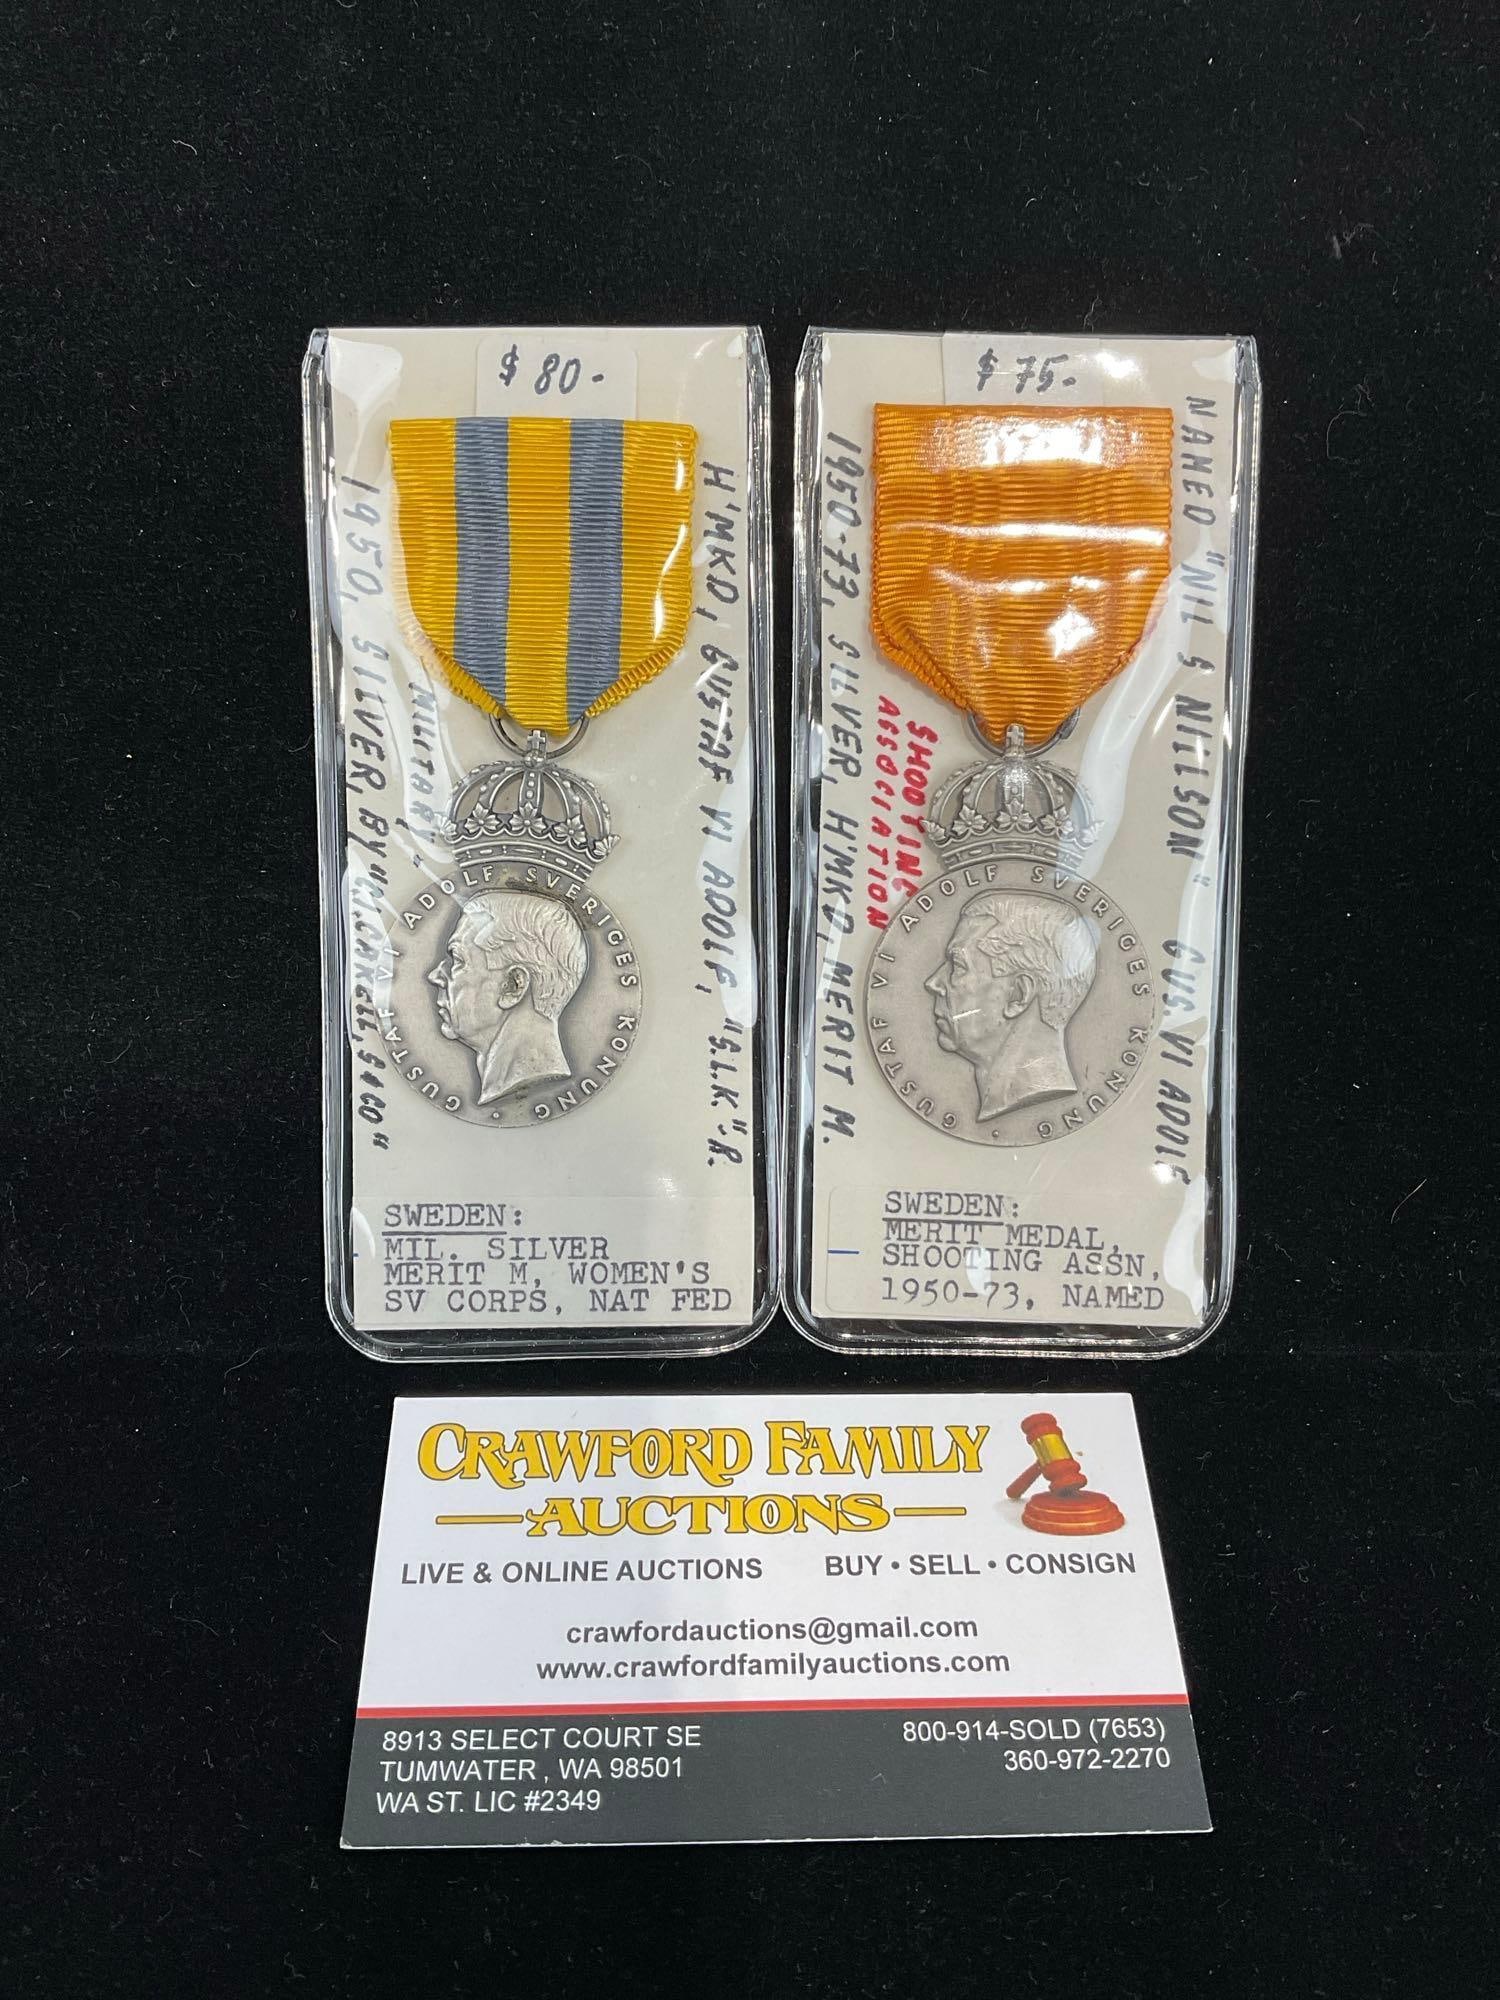 $ 80-
1950, SILVER, BY "C.C. 
MILITARY"
H'MKD, GUSTAF VI ADOLF, "S.L.K."-R.
GUSTAF VI ADOLF SVERIGES KONUNG ·
SWEDEN:
MIL. SILVER
MERIT M, WOMEN'S
SV CORPS, NAT FED
$ 75-
1950-73, SILVER, H'MKD, MERIT M.
SHOOTING
ASSOCIATION
NAMED "NIL S NILSON" GUS. VI ADOLF
GUSTAF VI ADOLF SVERIGES KONUNG ·
SWEDEN:
MERIT MEDAL,
SHOOTING ASSN,
1950-73, NAMED
CRAWFORD FAMILY
AUCTIONS
LIVE & ONLINE AUCTIONS BUY • SELL • CONSIGN
crawfordauctions@gmail.com
www.crawfordfamilyauctions.com
8913 SELECT COURT SE
TUMWATER , WA 98501
WA ST. LIC #2349
800-914-SOLD (7653)
360-972-2270